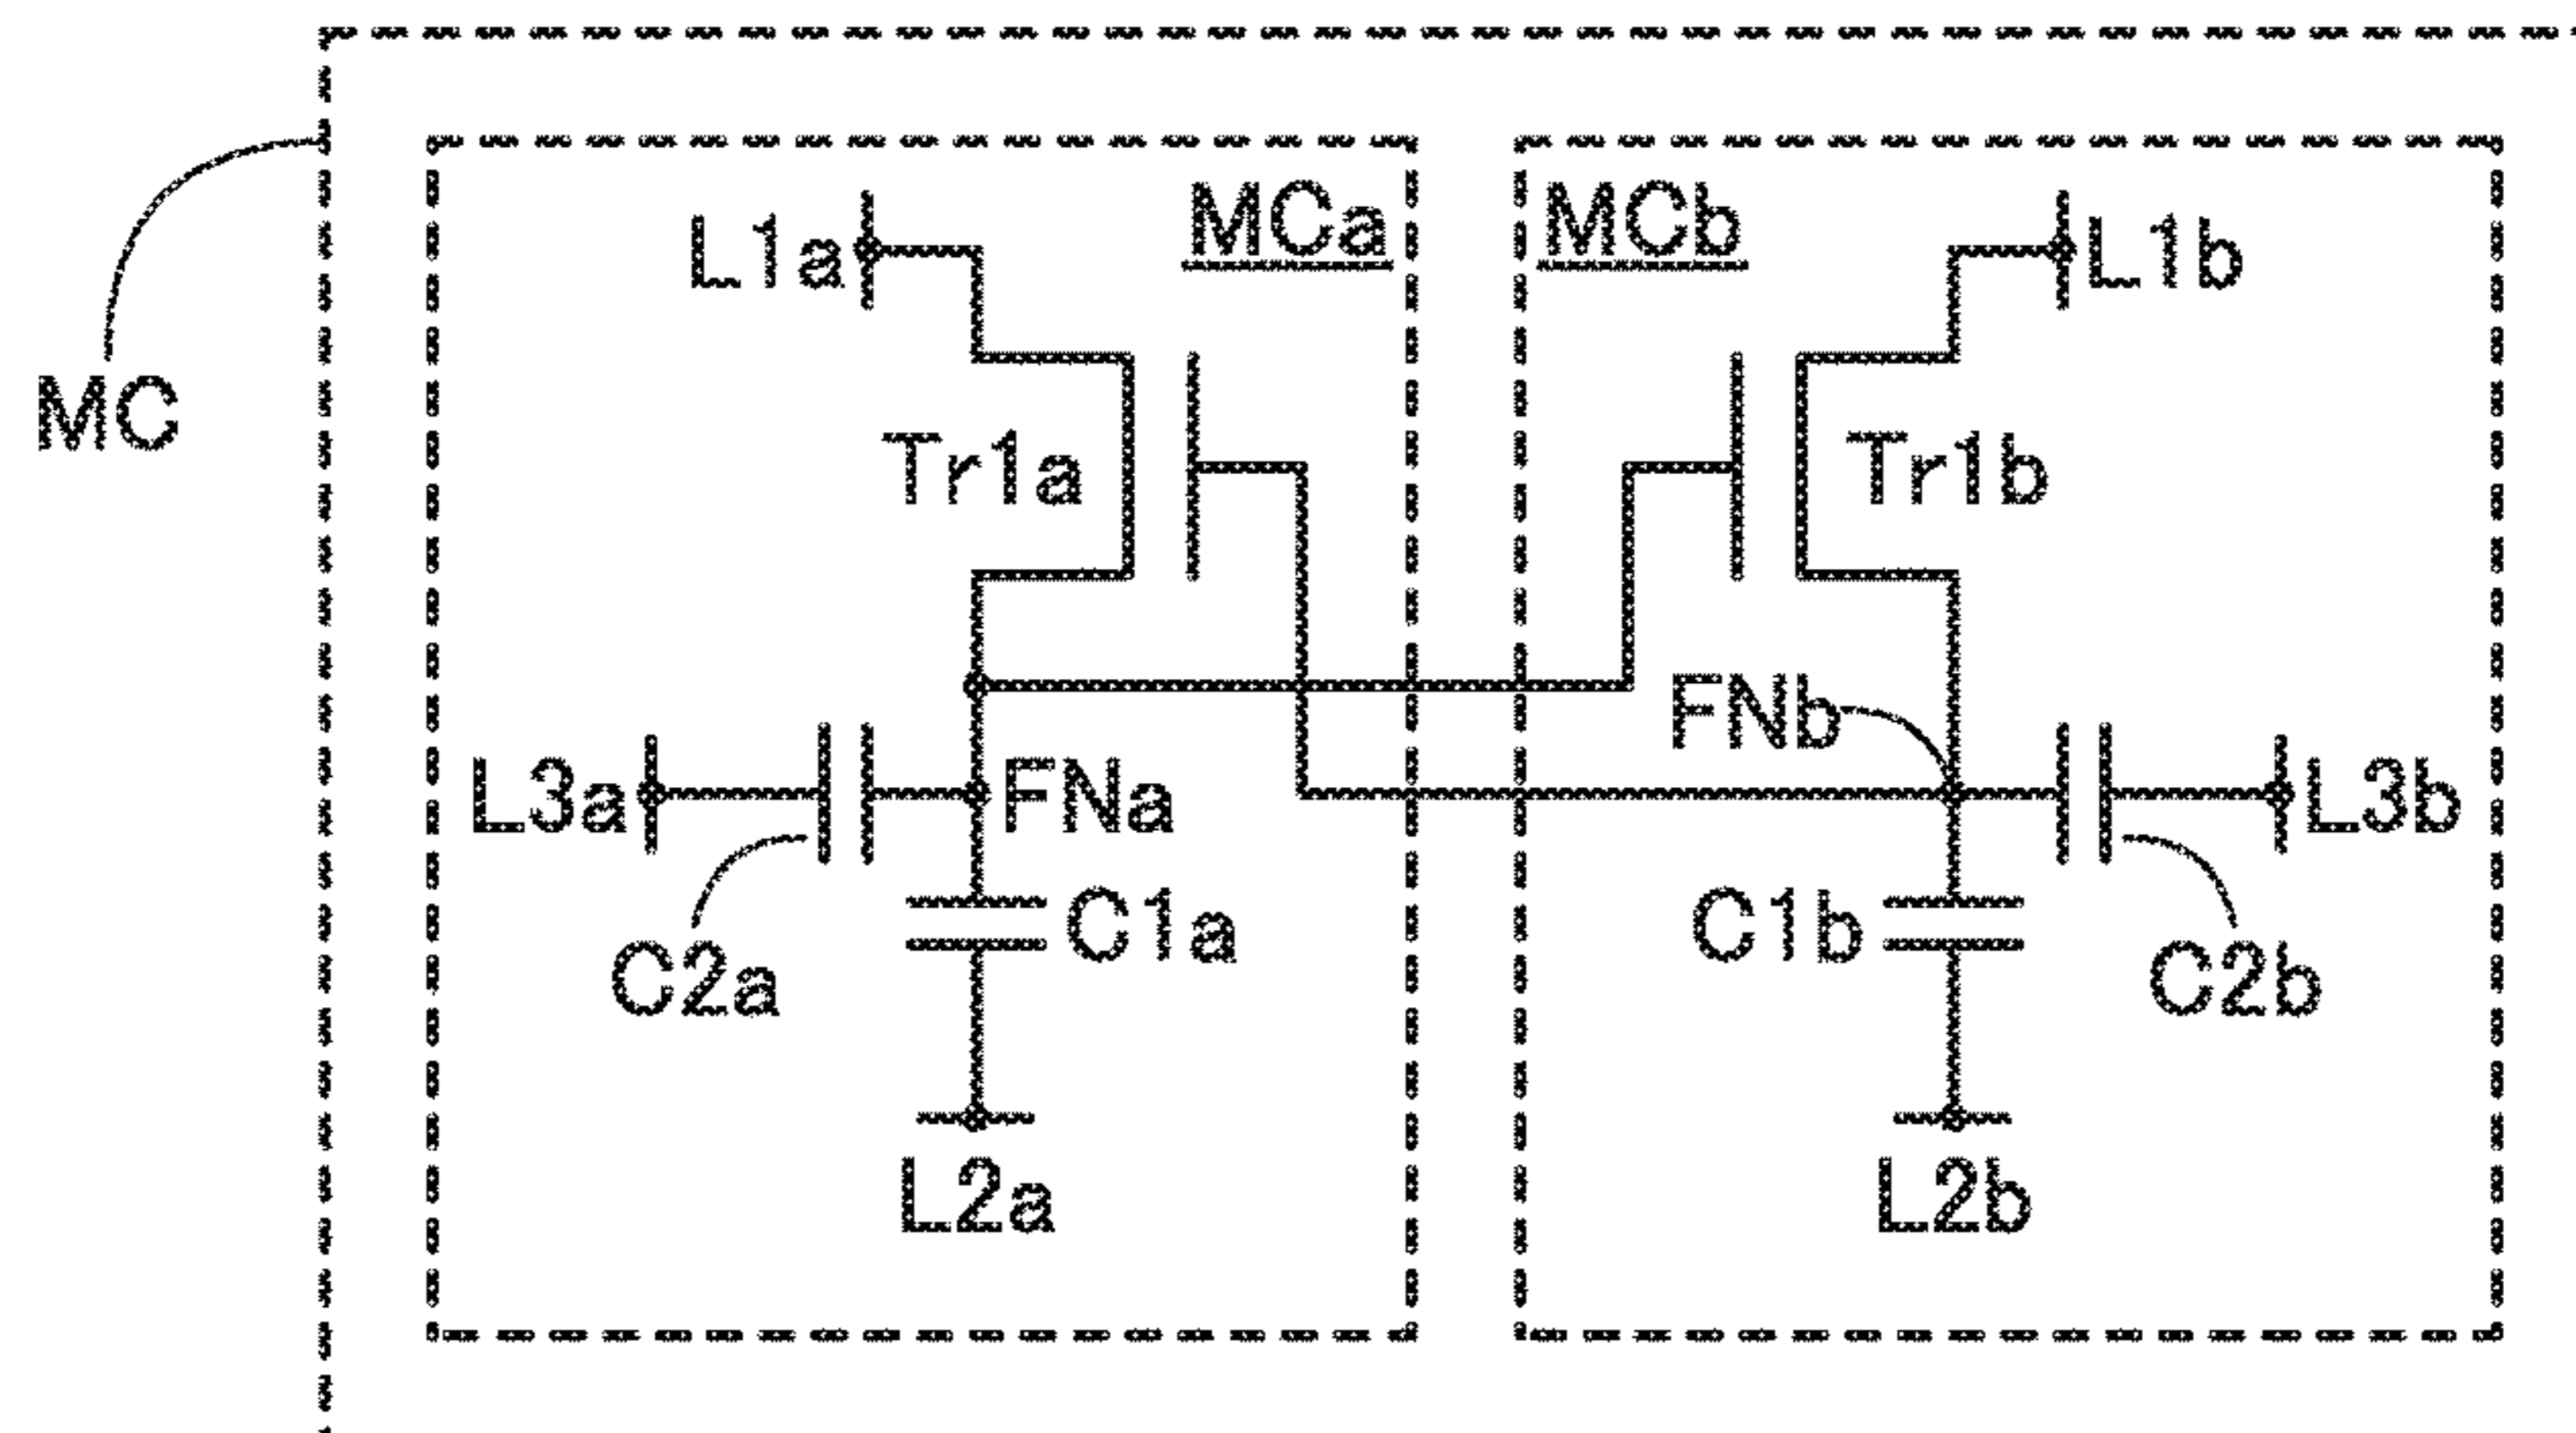 MCa MCb
L1a L1b
MC
Tr1a Tr1b
FNb
L3a FNa L3b
C1a C1b
C2a C2b
L2a L2b